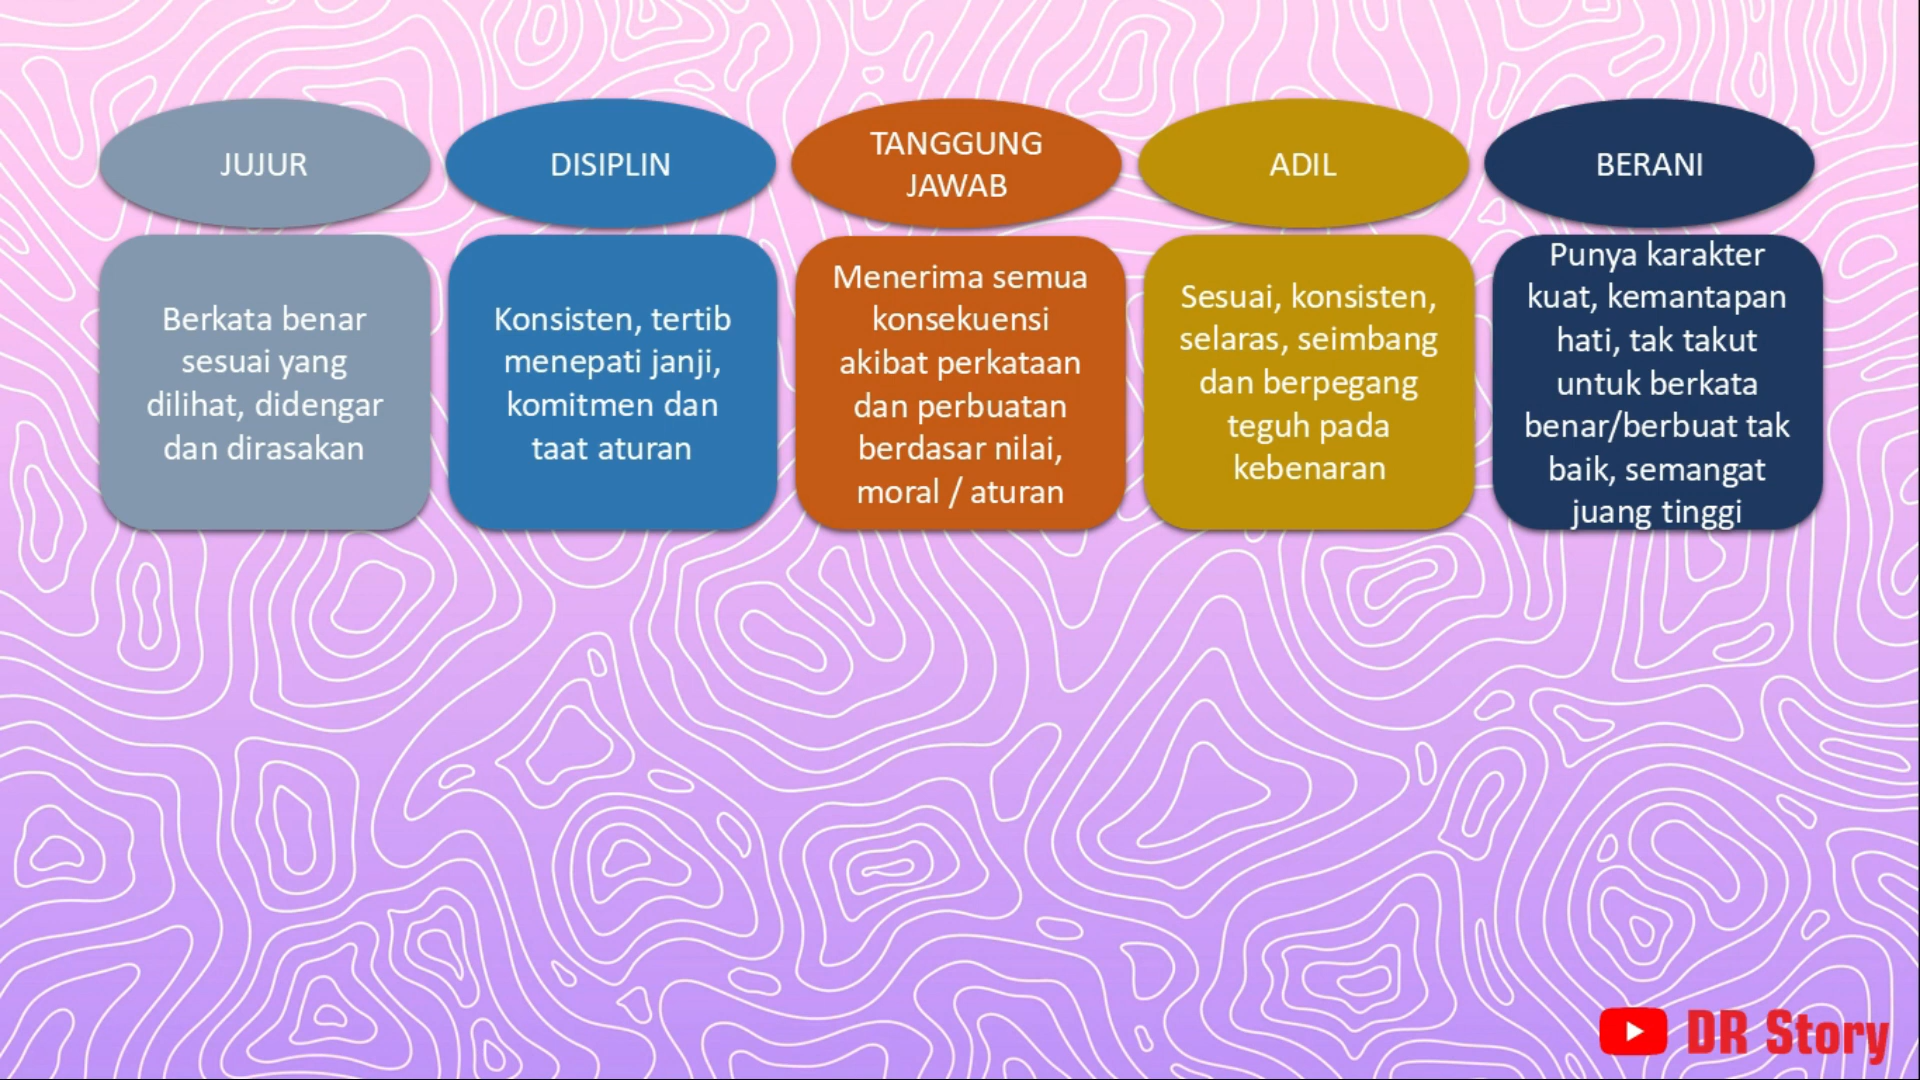 JUJUR
Berkata benar
sesuai yang
dilihat, didengar
dan dirasakan
DISIPLIN
Konsisten, tertib
menepati janji,
komitmen dan
taat aturan
TANGGUNG
JAWAB
Menerima semua
konsekuensi
akibat perkataan
dan perbuatan
berdasar nilai,
moral / aturan
ADIL
Sesuai, konsisten,
selaras, seimbang
dan berpegang
teguh pada
kebenaran
BERANI
Punya karakter
kuat, kemantapan
hati, tak takut
untuk berkata
benar/berbuat tak
baik, semangat
juang tinggi
DR Story